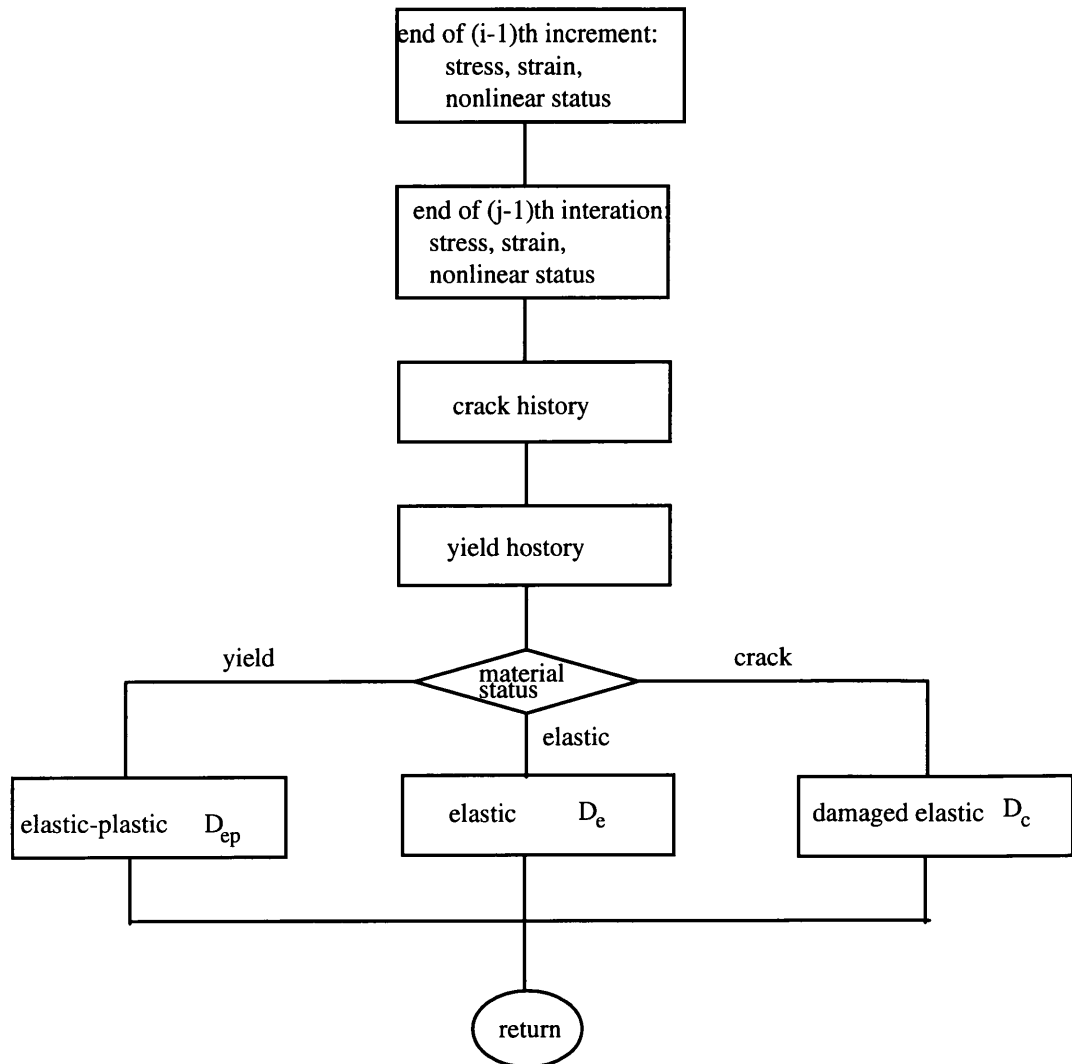 end of (i-1)th increment:
stress, strain,
nonlinear status
end of (j-1)th interation:
stress, strain,
nonlinear status
crack history
yield hostory
yield
material
status
crack
elastic
elastic-plastic D_ep
elastic D_e
damaged elastic D_c
return